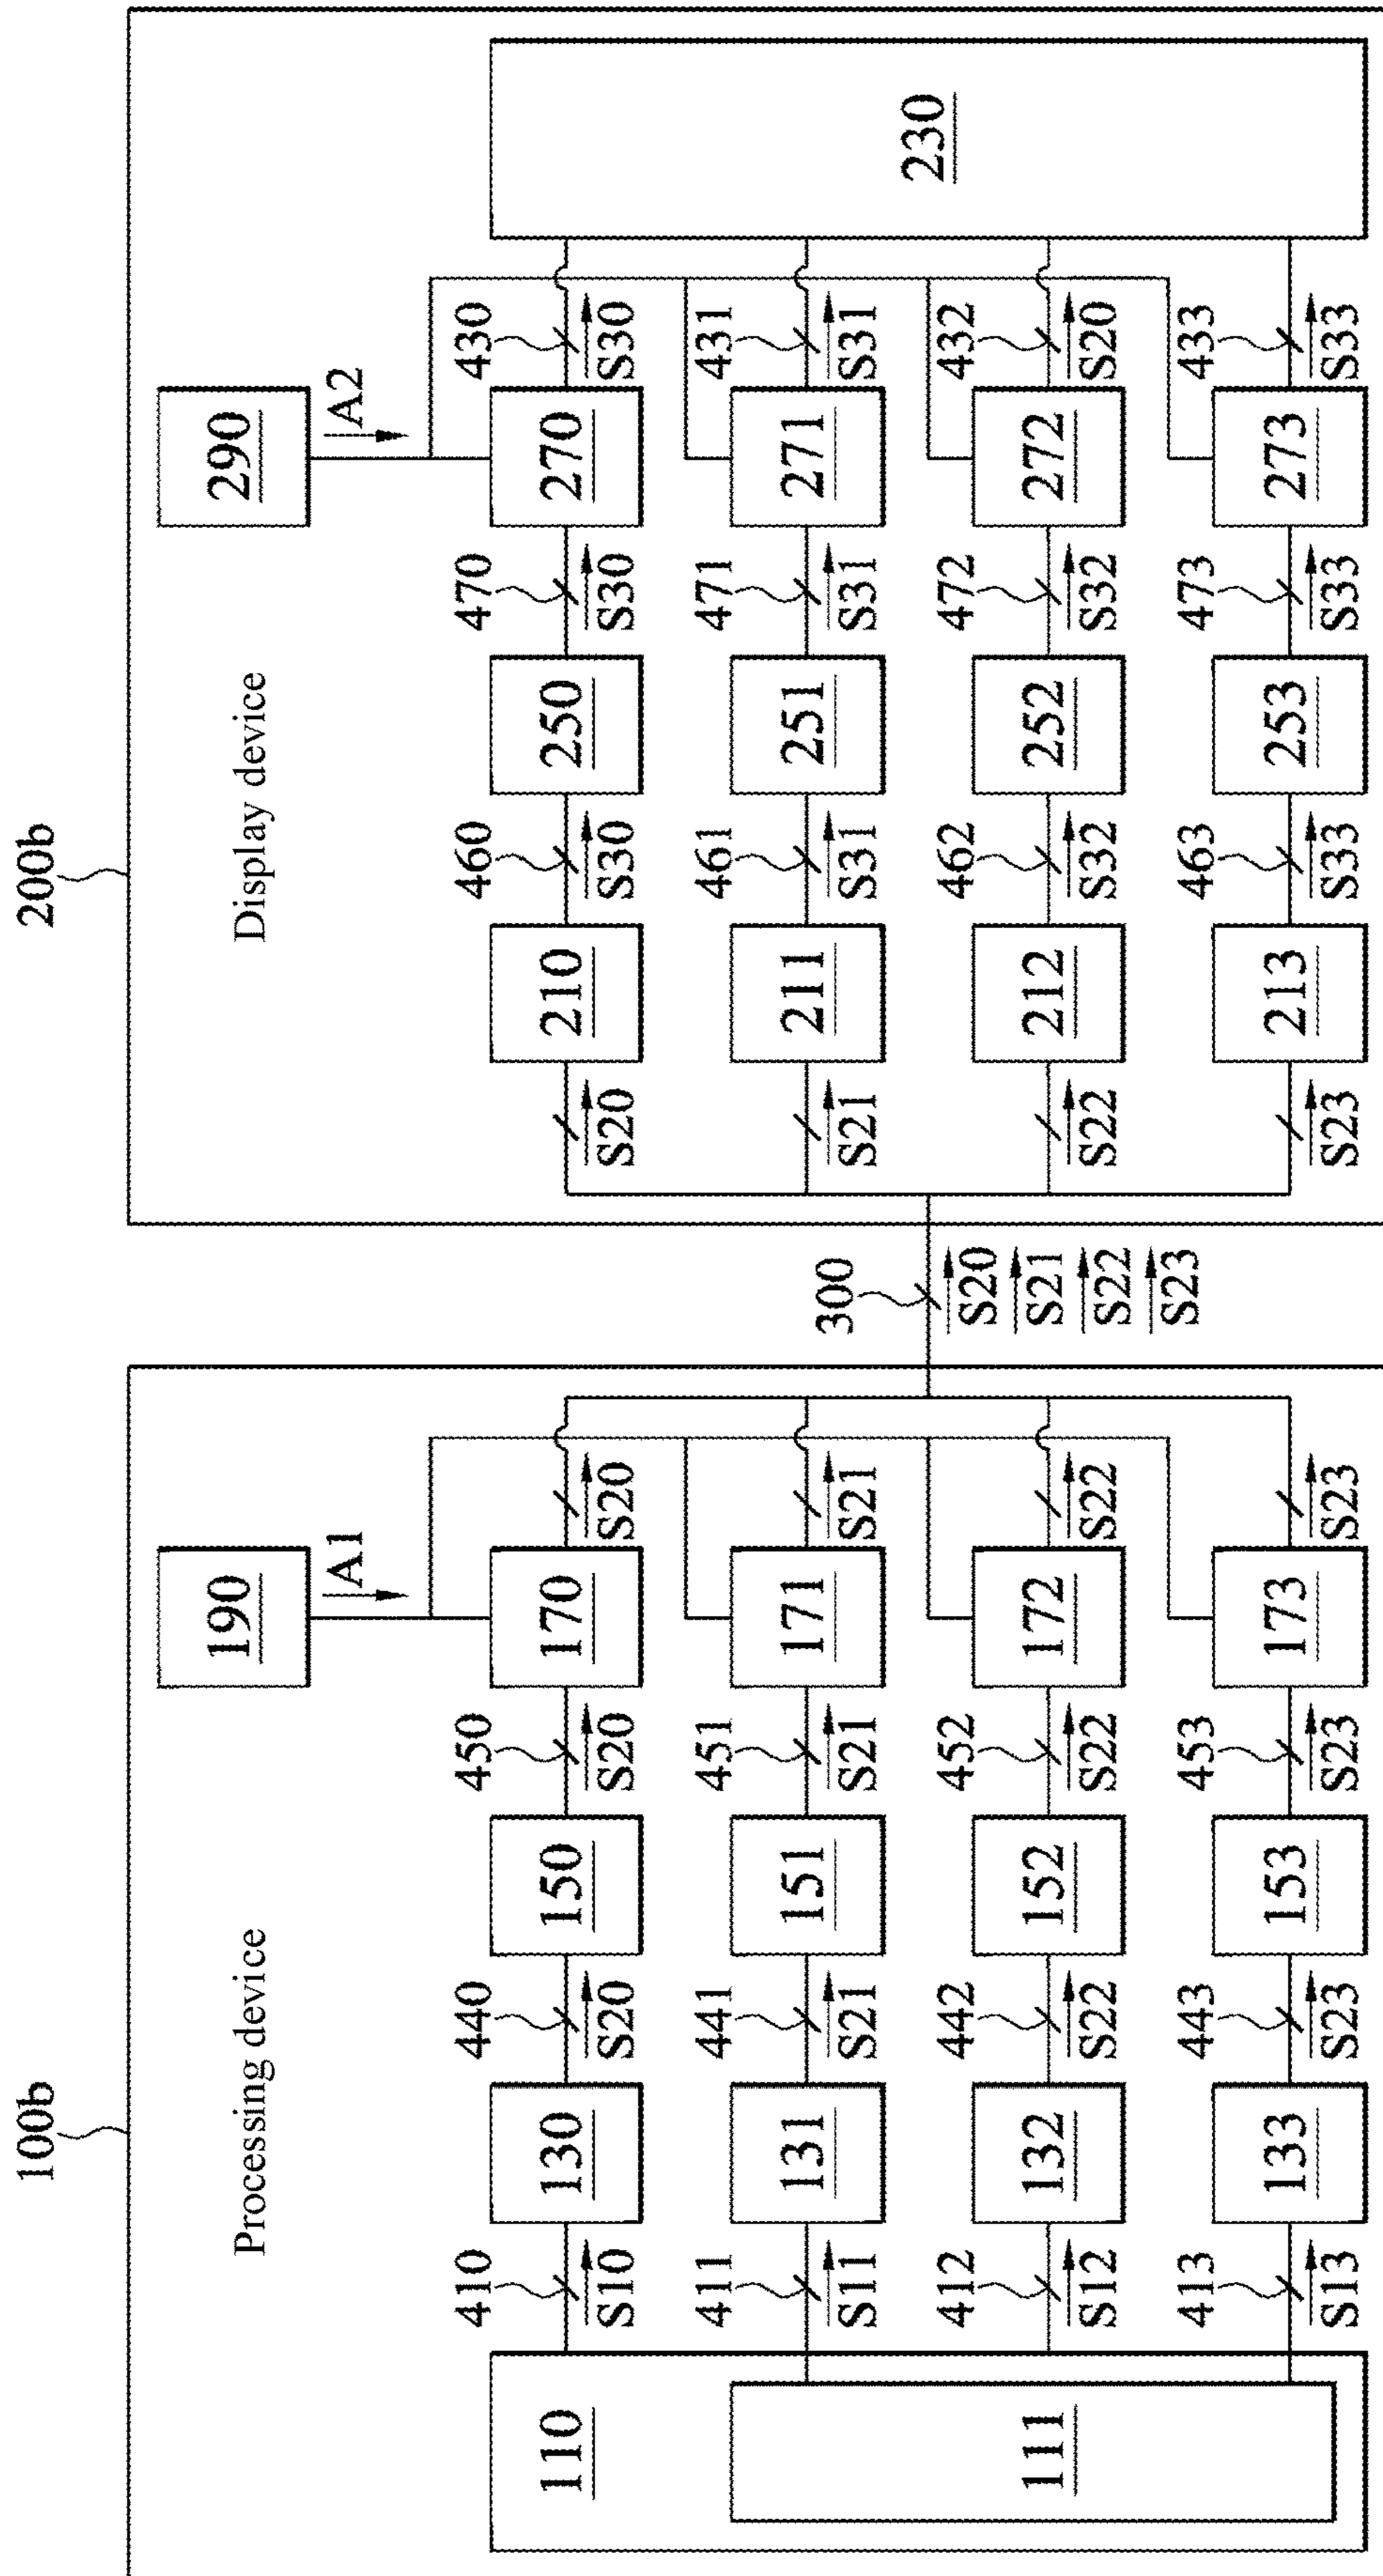 100b
200b
Processing device
Display device
190
A1
290
A2
110
410
S10
130
440
S20
150
450
S20
170
S20
S20
210
460
S30
250
470
S30
270
430
S30
230
111
411
S11
131
441
S21
151
451
S21
171
S21
300
S20
S21
S22
S23
S21
211
461
S31
251
471
S31
271
431
S31
412
S12
132
442
S22
152
452
S22
172
S22
S22
212
462
S32
252
472
S32
272
432
S20
413
S13
133
443
S23
153
453
S23
173
S23
S23
213
463
S33
253
473
S33
273
433
S33